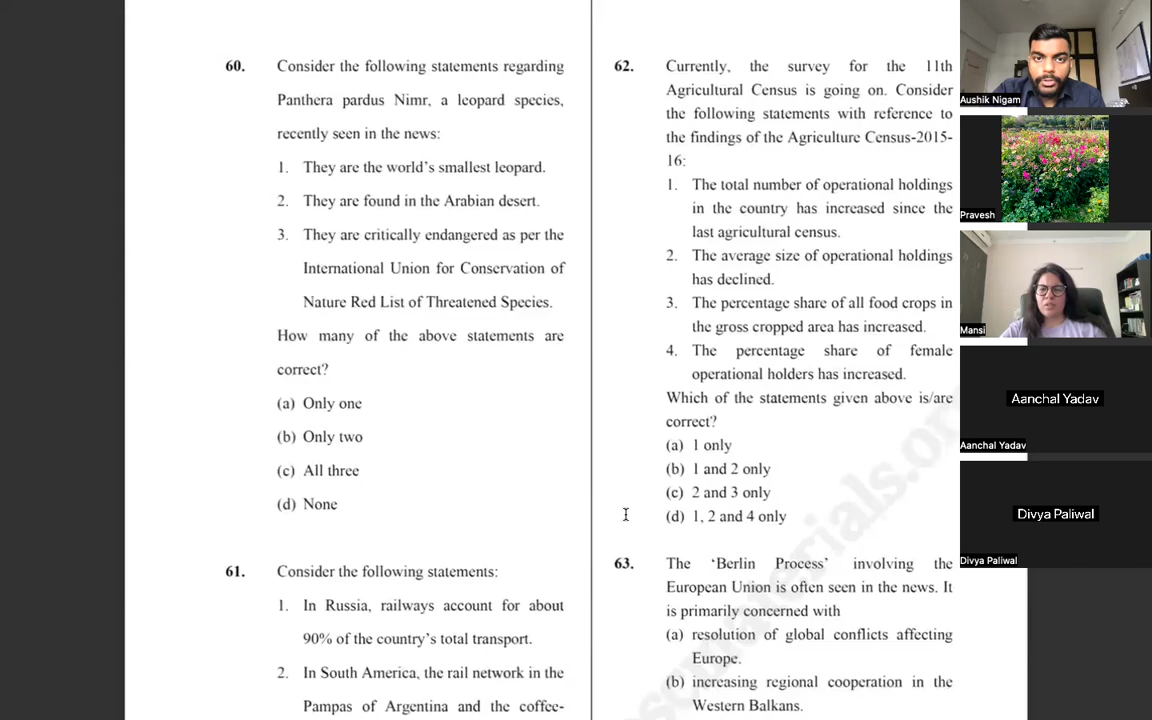 60. Consider the following statements regarding
Panthera pardus Nimr, a leopard species,
recently seen in the news:
1. They are the world's smallest leopard.
2. They are found in the Arabian desert.
3. They are critically endangered as per the
International Union for Conservation of
Nature Red List of Threatened Species.
How many of the above statements are
correct?
(a) Only one
(b) Only two
(c) All three
(d) None
61. Consider the following statements:
1. In Russia, railways account for about
90% of the country's total transport.
2. In South America, the rail network in the
Pampas of Argentina and the coffee-
62. Currently, the survey for the 11th
Agricultural Census is going on. Consider
the following statements with reference to
the findings of the Agriculture Census-2015-
16:
1. The total number of operational holdings
in the country has increased since the
last agricultural census.
2. The average size of operational holdings
has declined.
3. The percentage share of all food crops in
the gross cropped area has increased.
4. The percentage share of female
operational holders has increased.
Which of the statements given above is/are
correct?
(a) 1 only
(b) 1 and 2 only
(c) 2 and 3 only
(d) 1, 2 and 4 only
63. The 'Berlin Process' involving the
European Union is often seen in the news. It
is primarily concerned with
(a) resolution of global conflicts affecting
Europe.
(b) increasing regional cooperation in the
Western Balkans.
Aushik Nigam
Pravesh
Mansi
Aanchal Yadav
Aanchal Yadav
Divya Paliwal
Divya Paliwal